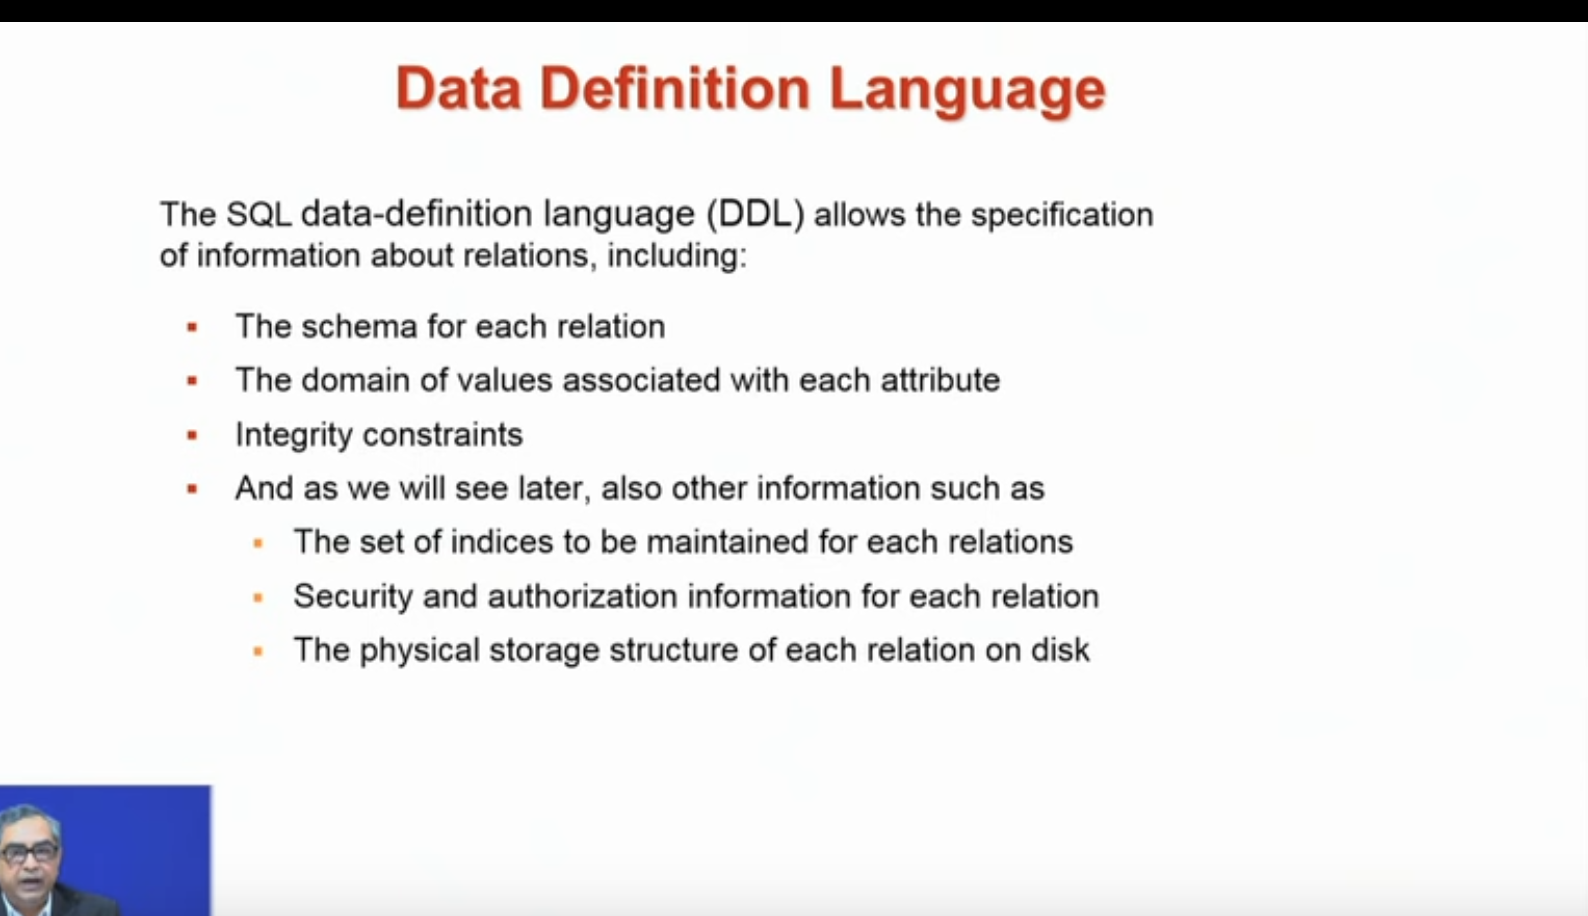 Data Definition Language
The SQL data-definition language (DDL) allows the specification
of information about relations, including:
▪ The schema for each relation
▪ The domain of values associated with each attribute
▪ Integrity constraints
▪ And as we will see later, also other information such as
▪ The set of indices to be maintained for each relations
▪ Security and authorization information for each relation
▪ The physical storage structure of each relation on disk